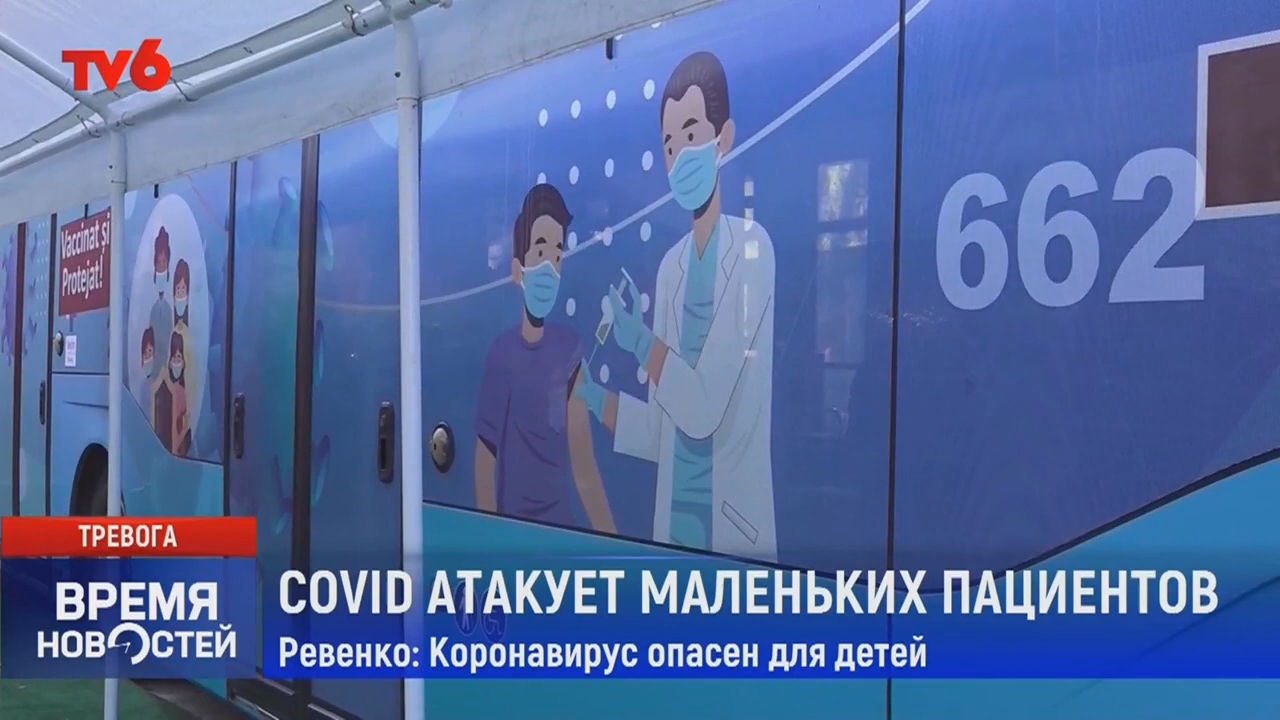 TV6
Vaccinat și
Protejat!
662
ТРЕВОГА
ВРЕМЯ
НОВОСТЕЙ
COVID АТАКУЕТ МАЛЕНЬКИХ ПАЦИЕНТОВ
Ревенко: Коронавирус опасен для детей